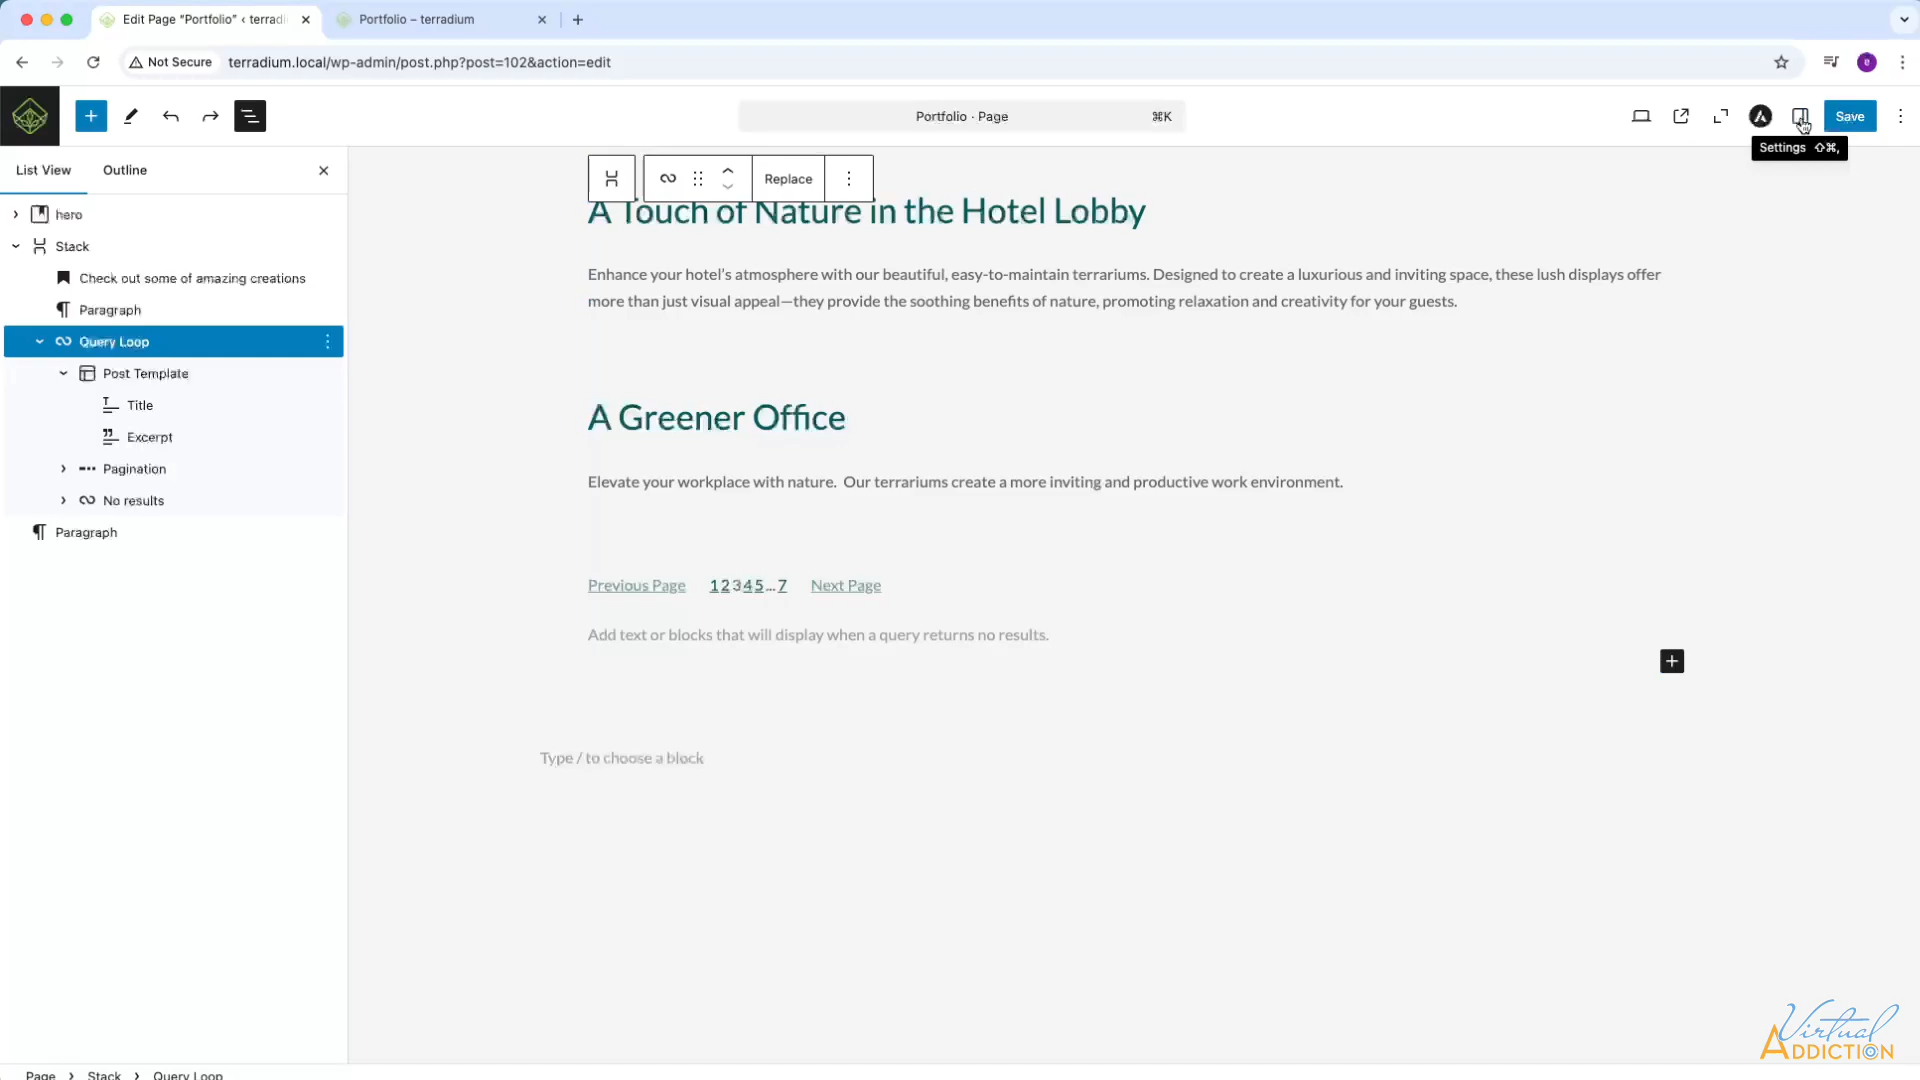 Edit Page “Portfolio” ‹ terradi
Portfolio – terradium
Not Secure
terradium.local/wp-admin/post.php?post=102&action=edit
e
Portfolio · Page
⌘K
Save
Settings ⇧⌘,
List View
Outline
hero
Stack
Check out some of amazing creations
Paragraph
Query Loop
Post Template
Title
Excerpt
Pagination
No results
Paragraph
Replace
A Touch of Nature in the Hotel Lobby
Enhance your hotel’s atmosphere with our beautiful, easy-to-maintain terrariums. Designed to create a luxurious and inviting space, these lush displays offer
more than just visual appeal—they provide the soothing benefits of nature, promoting relaxation and creativity for your guests.
A Greener Office
Elevate your workplace with nature.  Our terrariums create a more inviting and productive work environment.
Previous Page 1 2 3 4 5 ... 7 Next Page
Add text or blocks that will display when a query returns no results.
Type / to choose a block
Virtual
ADDICTION
Page › Stack › Query Loop